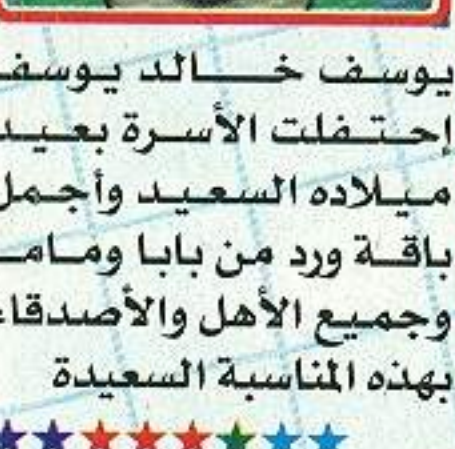 يوسف خالد يوسف
إحتفلت الأسرة بعيد
ميلاده السعيد وأجمل
باقة ورد من بابا ومامـ
وجميع الأهل والأصدقاء
بهذه المناسبة السعيدة